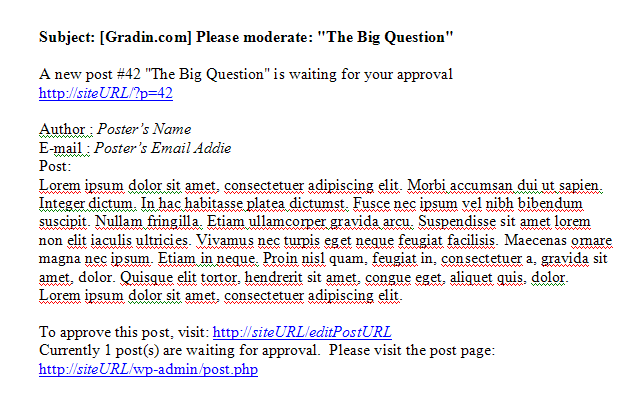 Subject: [Gradin.com] Please moderate: "The Big Question"
A new post #42 "The Big Question" is waiting for your approval
http://siteURL/?p=42
Author : Poster's Name
E-mail : Poster's Email Addie
Post:
Lorem ipsum dolor sit amet, consectetuer adipiscing elit. Morbi accumsan dui ut sapien.
Integer dictum. In hac habitasse platea dictumst. Fusce nec ipsum vel nibh bibendum
suscipit. Nullam fringilla. Etiam ullamcorper gravida arcu. Suspendisse sit amet lorem
non elit iaculis ultricies. Vivamus nec turpis eget neque feugiat facilisis. Maecenas ornare
magna nec ipsum. Etiam in neque. Proin nisl quam, feugiat in, consectetuer a, gravida sit
amet, dolor. Quisque elit tortor, hendrerit sit amet, congue eget, aliquet quis, dolor.
Lorem ipsum dolor sit amet, consectetuer adipiscing elit.
To approve this post, visit: http://siteURL/editPostURL
Currently 1 post(s) are waiting for approval.  Please visit the post page:
http://siteURL/wp-admin/post.php